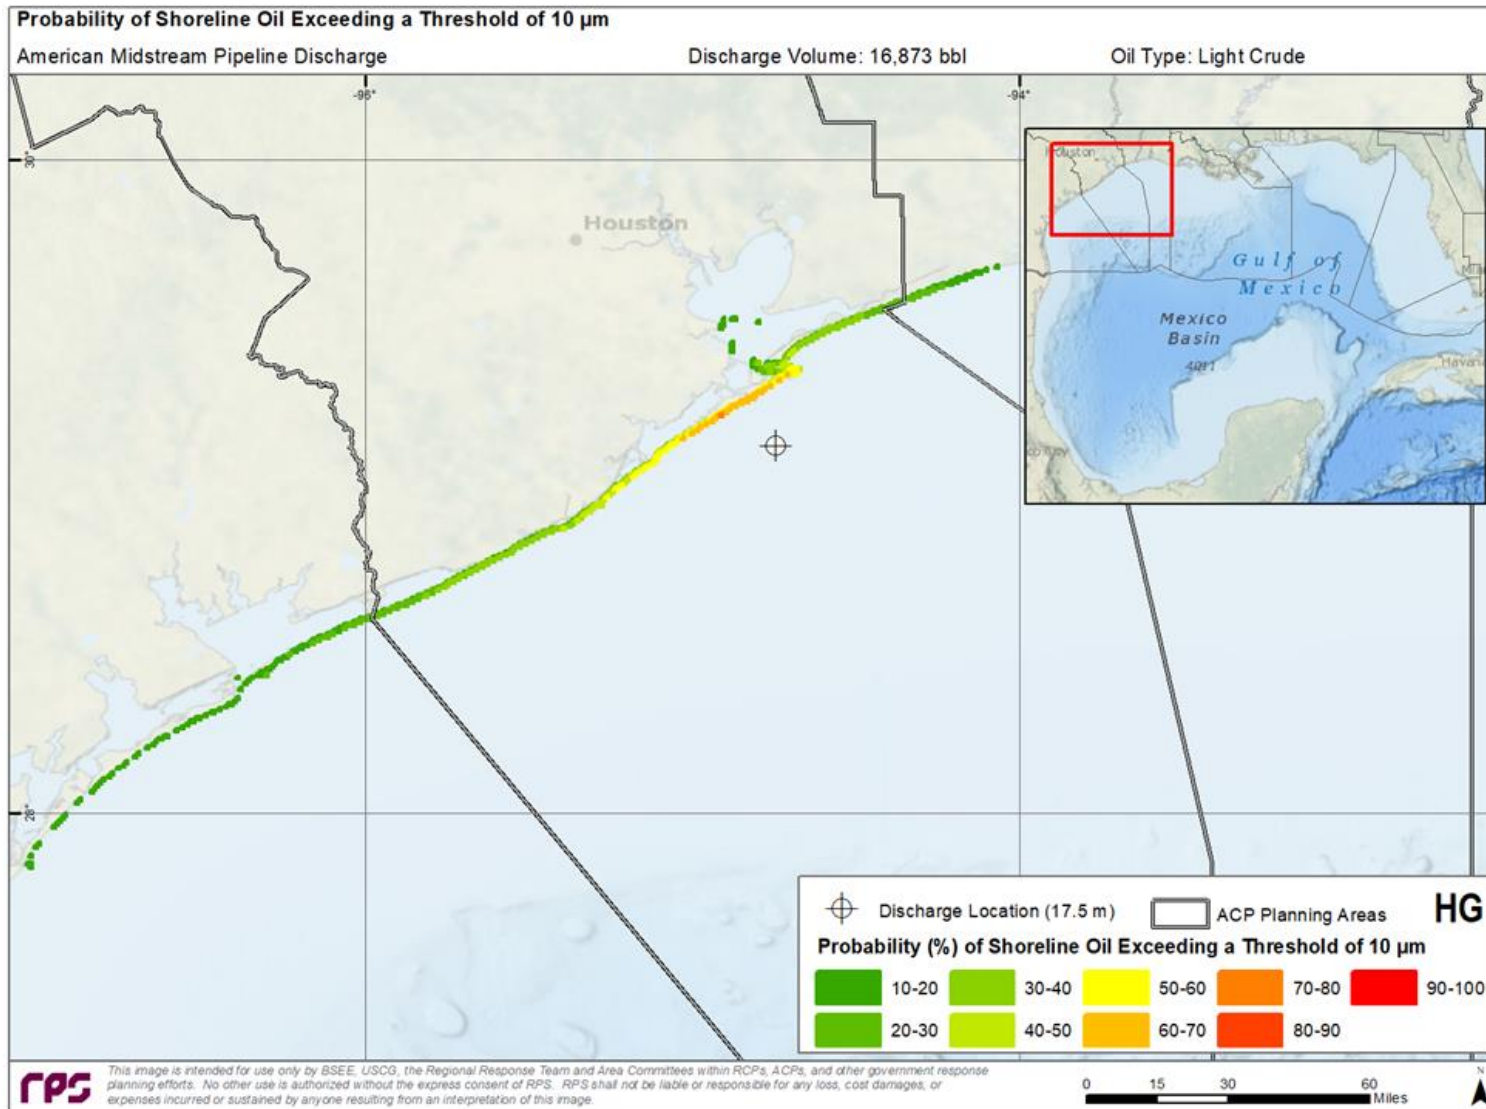 Probability of Shoreline Oil Exceeding a Threshold of 10 µm
American Midstream Pipeline Discharge Discharge Volume: 16,873 bbl Oil Type: Light Crude
-96° -94°
30°
Houston
Houston
Gulf of
Mexico
Mexico
Basin
4011
Havana
28°
Discharge Location (17.5 m) ACP Planning Areas HG
Probability (%) of Shoreline Oil Exceeding a Threshold of 10 µm
10-20 30-40 50-60 70-80 90-100
20-30 40-50 60-70 80-90
rps
This image is intended for use only by BSEE, USCG, the Regional Response Team and Area Committees within RCPs, ACPs, and other government response
planning efforts. No other use is authorized without the express consent of RPS. RPS shall not be liable or responsible for any loss, cost damages, or
expenses incurred or sustained by anyone resulting from an interpretation of this image.
0 15 30 60
Miles
N